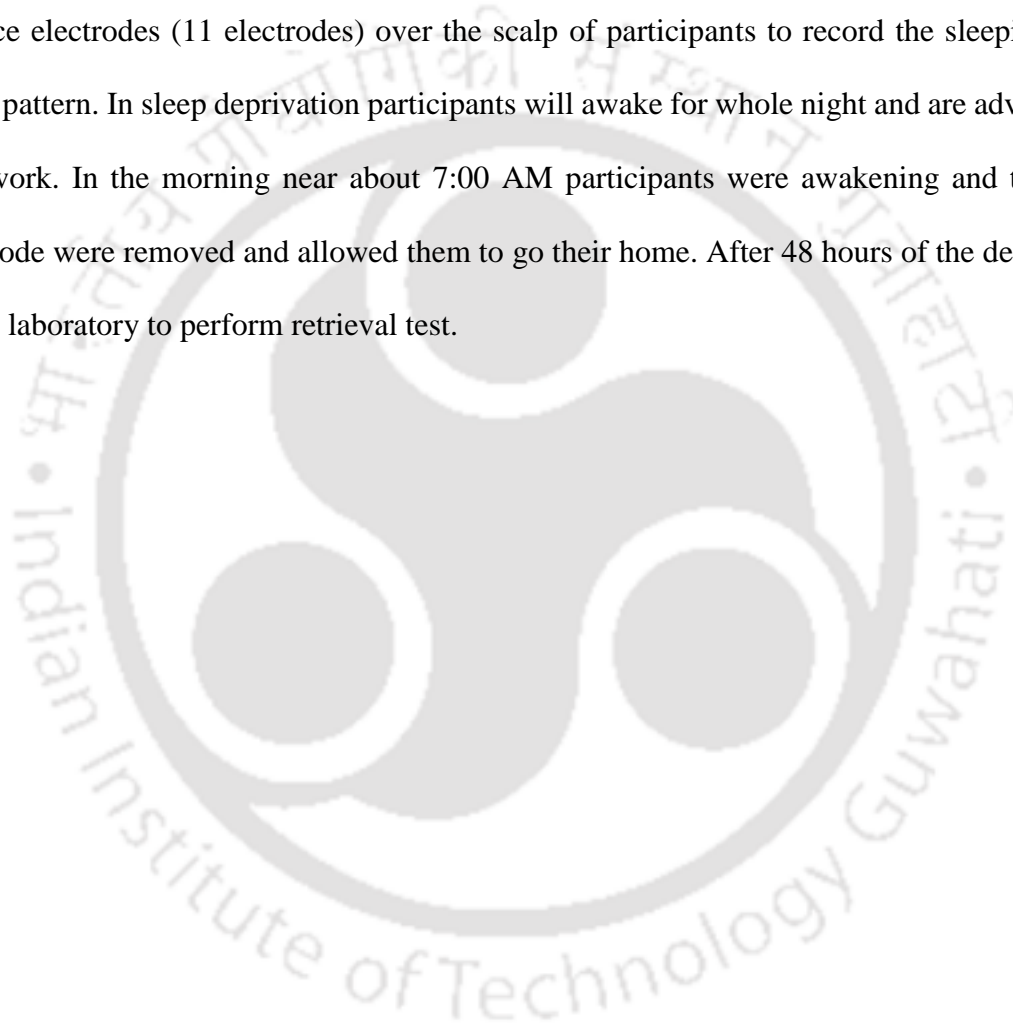 ce electrodes (11 electrodes) over the scalp of participants to record the sleepi
pattern. In sleep deprivation participants will awake for whole night and are adv
work. In the morning near about 7:00 AM participants were awakening and t
ode were removed and allowed them to go their home. After 48 hours of the de
laboratory to perform retrieval test.
भारतीय प्रौद्योगिकी संस्थान गुवाहाटी
Indian Institute of Technology Guwahati